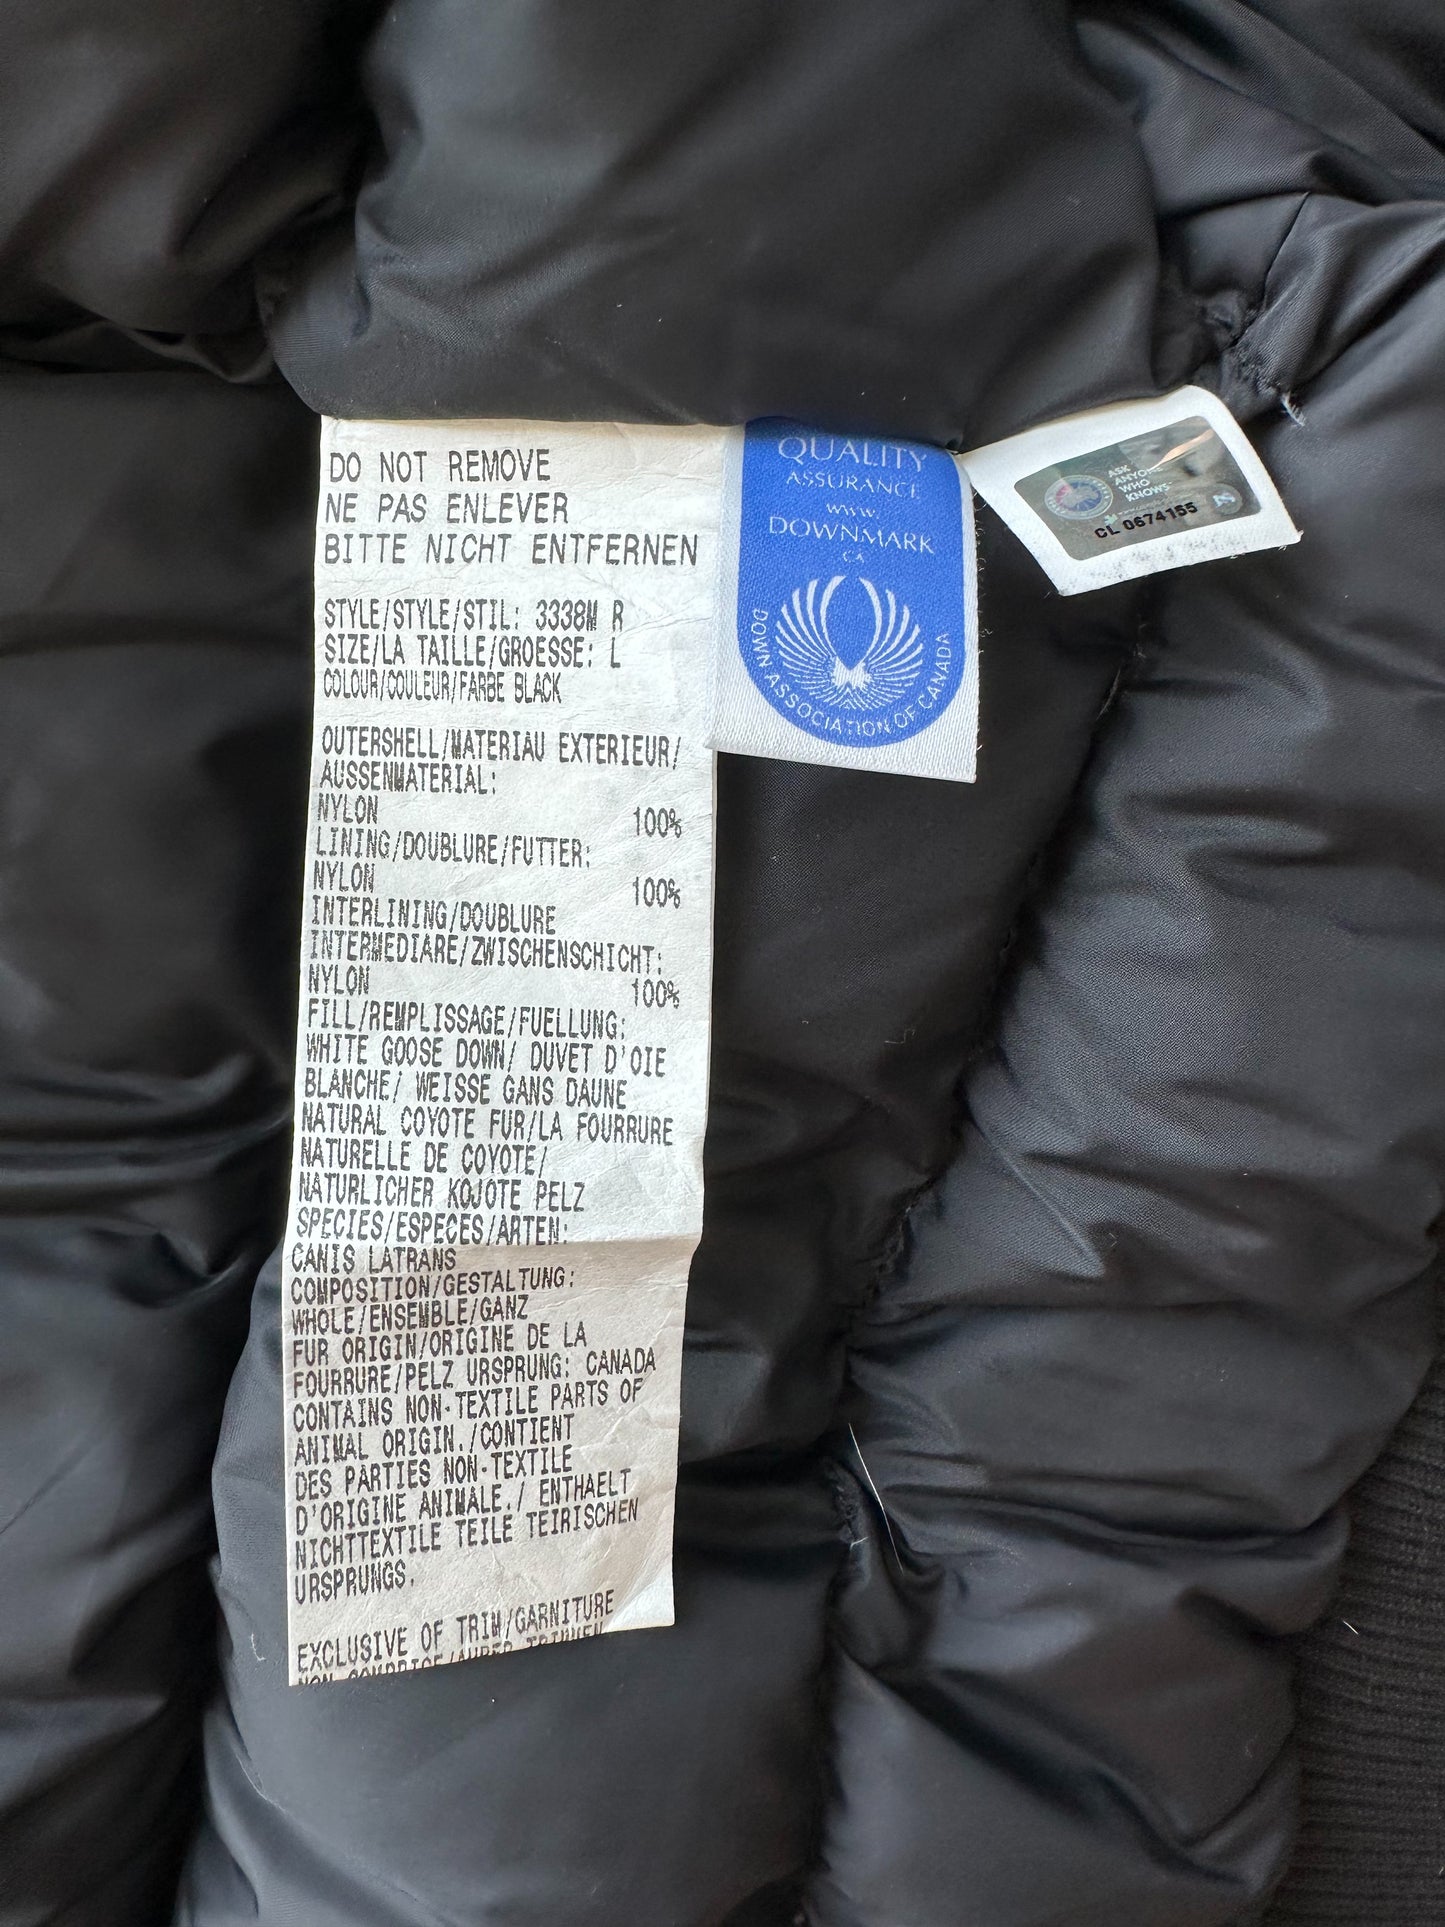 DO NOT REMOVE
NE PAS ENLEVER
BITTE NICHT ENTFERNEN
STYLE/STYLE/STIL: 3338M R
SIZE/LA TAILLE/GROESSE: L
COLOUR/COULEUR/FARBE BLACK
OUTERSHELL/MATERIAU EXTERIEUR/
AUSSENMATERIAL:
NYLON 100%
LINING/DOUBLURE/FUTTER:
NYLON 100%
INTERLINING/DOUBLURE
INTERMEDIARE/ZWISCHENSCHICHT:
NYLON 100%
FILL/REMPLISSAGE/FUELLUNG:
WHITE GOOSE DOWN/ DUVET D'OIE
BLANCHE/ WEISSE GANS DAUNE
NATURAL COYOTE FUR/LA FOURRURE
NATURELLE DE COYOTE/
NATURLICHER KOJOTE PELZ
SPECIES/ESPECES/ARTEN:
CANIS LATRANS
COMPOSITION/GESTALTUNG:
WHOLE/ENSEMBLE/GANZ
FUR ORIGIN/ORIGINE DE LA
FOURRURE/PELZ URSPRUNG: CANADA
CONTAINS NON-TEXTILE PARTS OF
ANIMAL ORIGIN./CONTIENT
DES PARTIES NON-TEXTILE
D'ORIGINE ANIMALE./ ENTHAELT
NICHTTEXTILE TEILE TEIRISCHEN
URSPRUNGS.
EXCLUSIVE OF TRIM/GARNITURE
QUALITY
ASSURANCE
www.
DOWNMARK
CA
DOWN ASSOCIATION OF CANADA
ASK
ANYONE
WHO
KNOWS
CL 0674155